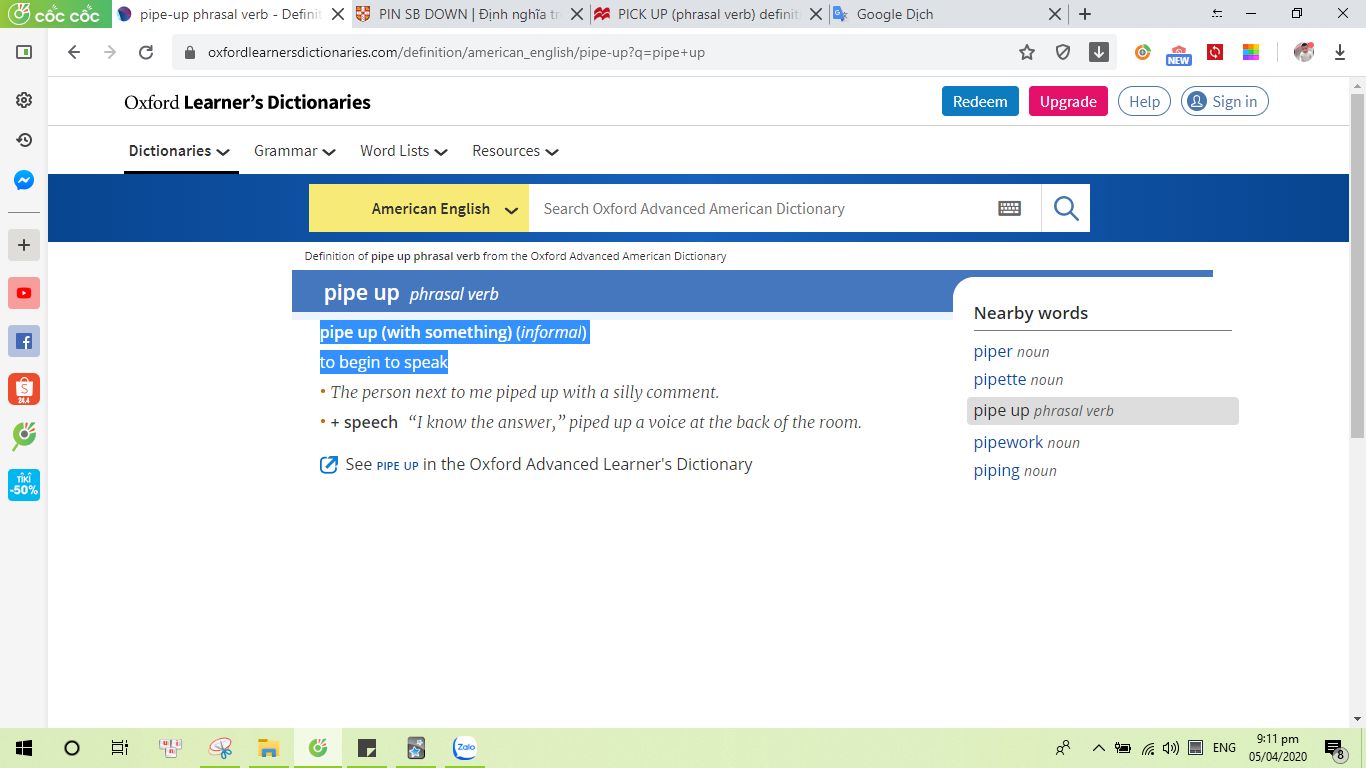 cốc cốc
pipe-up phrasal verb - Definit
PIN SB DOWN | Định nghĩa tr
PICK UP (phrasal verb) definit
Google Dịch
oxfordlearnersdictionaries.com/definition/american_english/pipe-up?q=pipe+up
NEW
Oxford Learner's Dictionaries
Redeem
Upgrade
Help
Sign in
Dictionaries
Grammar
Word Lists
Resources
American English
Search Oxford Advanced American Dictionary
Definition of pipe up phrasal verb from the Oxford Advanced American Dictionary
pipe up phrasal verb
pipe up (with something) (informal)
to begin to speak
• The person next to me piped up with a silly comment.
• + speech “I know the answer,” piped up a voice at the back of the room.
See PIPE UP in the Oxford Advanced Learner's Dictionary
Nearby words
piper noun
pipette noun
pipe up phrasal verb
pipework noun
piping noun
24.4
TIKI
-50%
Zalo
ENG
9:11 pm
05/04/2020
8